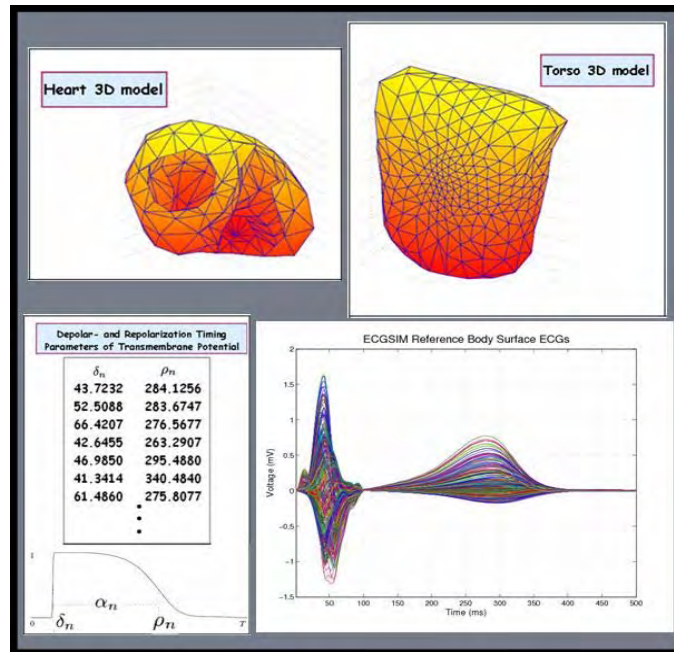 Heart 3D model
Torso 3D model
Depolar- and Repolarization Timing
Parameters of Transmembrane Potential
δn ρn
43.7232 284.1256
52.5088 283.6747
66.4207 276.5677
42.6455 263.2907
46.9850 295.4880
41.3414 340.4840
61.4860 275.8077
1
αn
0 δn ρn T
ECGSIM Reference Body Surface ECGs
2
1.5
1
0.5
0
-0.5
-1
-1.5
Voltage (mV)
50 100 150 200 250 300 350 400 450 500
Time (ms)